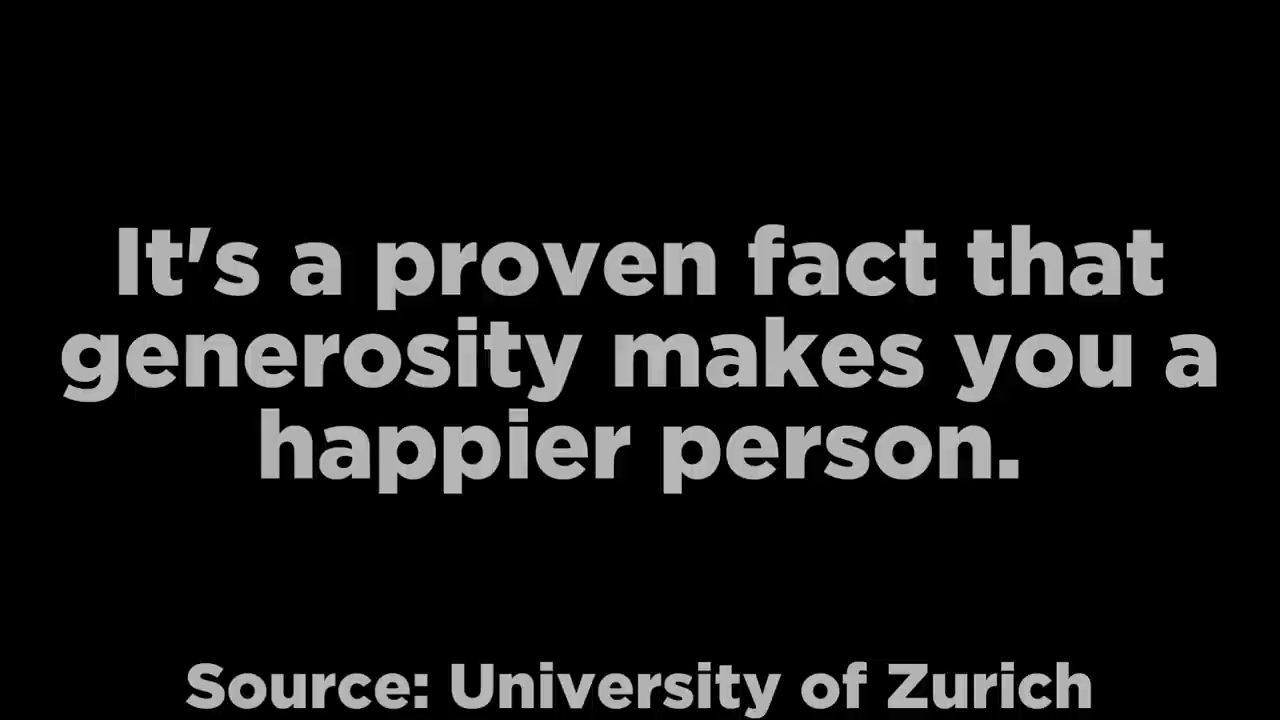 It's a proven fact that
generosity makes you a
happier person.
Source: University of Zurich